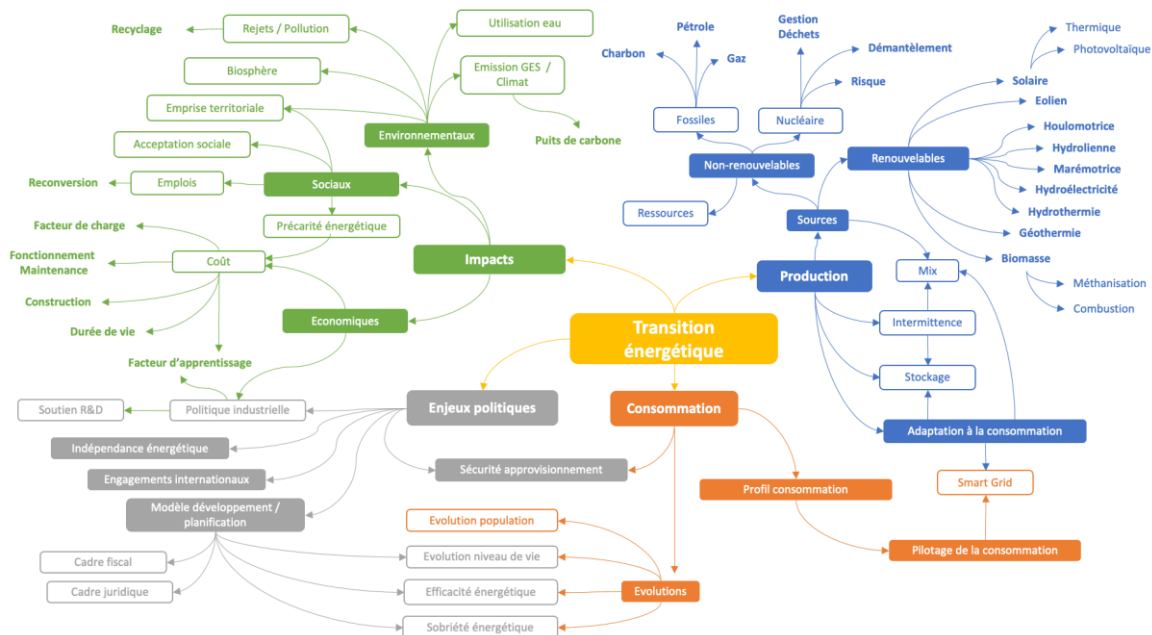 Recyclage
Rejets / Pollution
Utilisation eau
Biosphère
Emission GES /
Climat
Emprise territoriale
Environnementaux
Puits de carbone
Acceptation sociale
Reconversion
Emplois
Sociaux
Précarité énergétique
Facteur de charge
Fonctionnement
Maintenance
Coût
Impacts
Construction
Durée de vie
Economiques
Facteur d'apprentissage
Transition
énergétique
Soutien R&D
Politique industrielle
Enjeux politiques
Indépendance énergétique
Engagements internationaux
Sécurité approvisionnement
Modèle développement /
planification
Cadre fiscal
Cadre juridique
Evolution population
Evolution niveau de vie
Efficacité énergétique
Sobriété énergétique
Evolutions
Consommation
Profil consommation
Pilotage de la consommation
Smart Grid
Adaptation à la consommation
Stockage
Intermittence
Mix
Production
Sources
Ressources
Non-renouvelables
Fossiles
Charbon
Pétrole
Gaz
Nucléaire
Gestion
Déchets
Démantèlement
Risque
Renouvelables
Solaire
Thermique
Photovoltaïque
Eolien
Houlomotrice
Hydrolienne
Marémotrice
Hydroélectricité
Hydrothermie
Géothermie
Biomasse
Méthanisation
Combustion